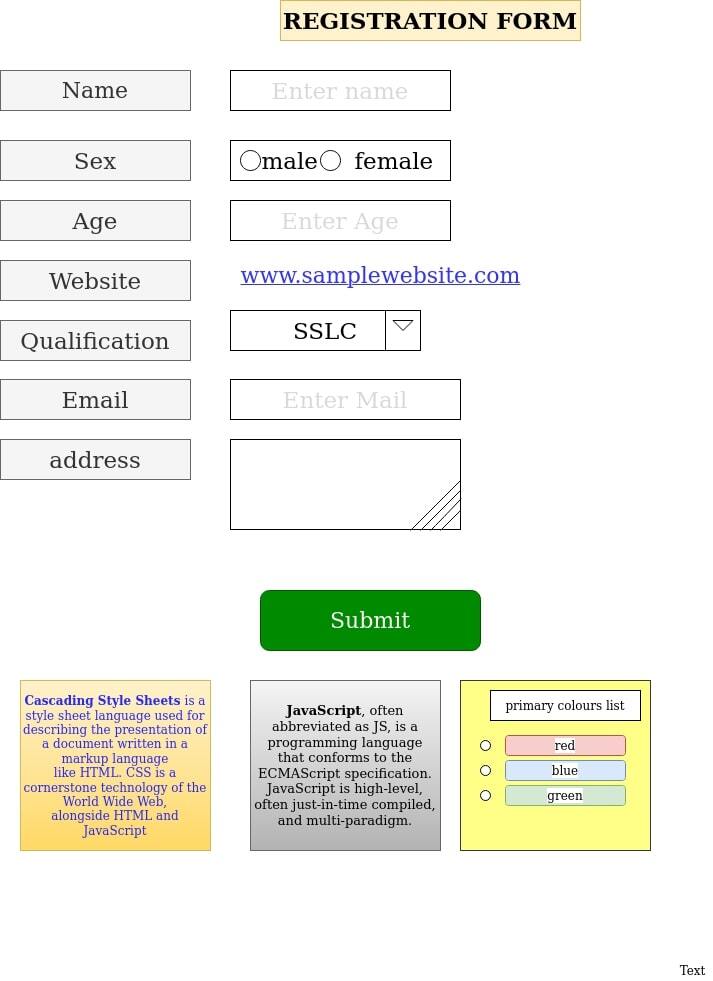 REGISTRATION FORM
Name
Enter name
Sex
male female
Age
Enter Age
Website
www.samplewebsite.com
Qualification
SSLC
Email
Enter Mail
address
Submit
Cascading Style Sheets is a
style sheet language used for
describing the presentation of
a document written in a
markup language
like HTML. CSS is a
cornerstone technology of the
World Wide Web,
alongside HTML and
JavaScript
JavaScript, often
abbreviated as JS, is a
programming language
that conforms to the
ECMAScript specification.
JavaScript is high-level,
often just-in-time compiled,
and multi-paradigm.
primary colours list
red
blue
green
Text